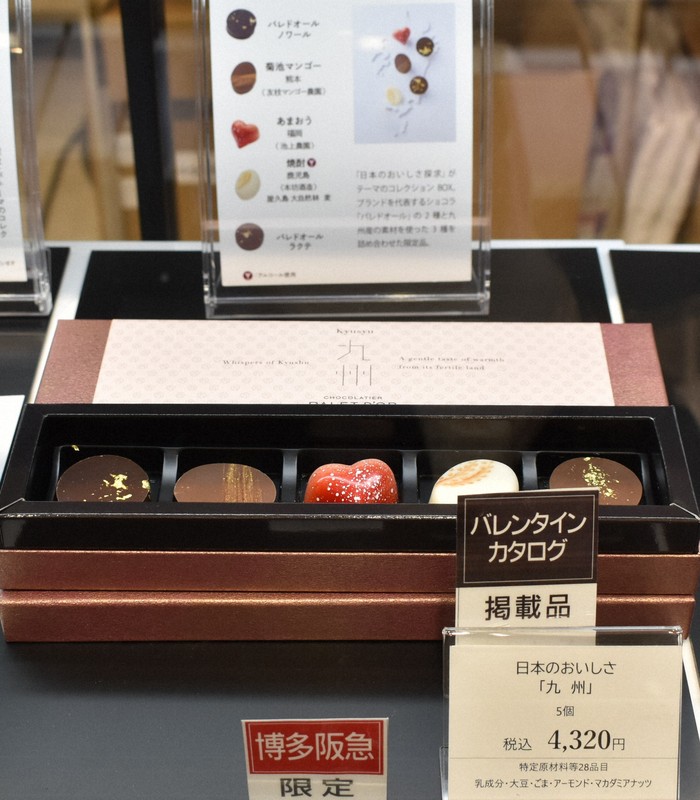 パレドオール
ノワール
菊池マンゴー
熊本
（友枝マンゴー農園）
あまおう
福岡
（池上農園）
焼酎
鹿児島
（本坊酒造）
屋久島 大自然林 麦
パレドオール
ラクテ
：アルコール使用
「日本のおいしさ探求」が
テーマのコレクション BOX。
ブランドを代表するショコラ
「パレドオール」の 2 種と九
州産の素材を使った 3 種を
詰め合わせた限定品。
kyusyu
九
州
Whispers of Kyushu
A gentle taste of warmth
from its fertile land
CHOCOLATIER
PALET D'OR
バレンタイン
カタログ
掲載品
日本のおいしさ
「九 州」
5個
税込 4,320円
特定原材料等28品目
乳成分・大豆・ごま・アーモンド・マカダミアナッツ
博多阪急
限定